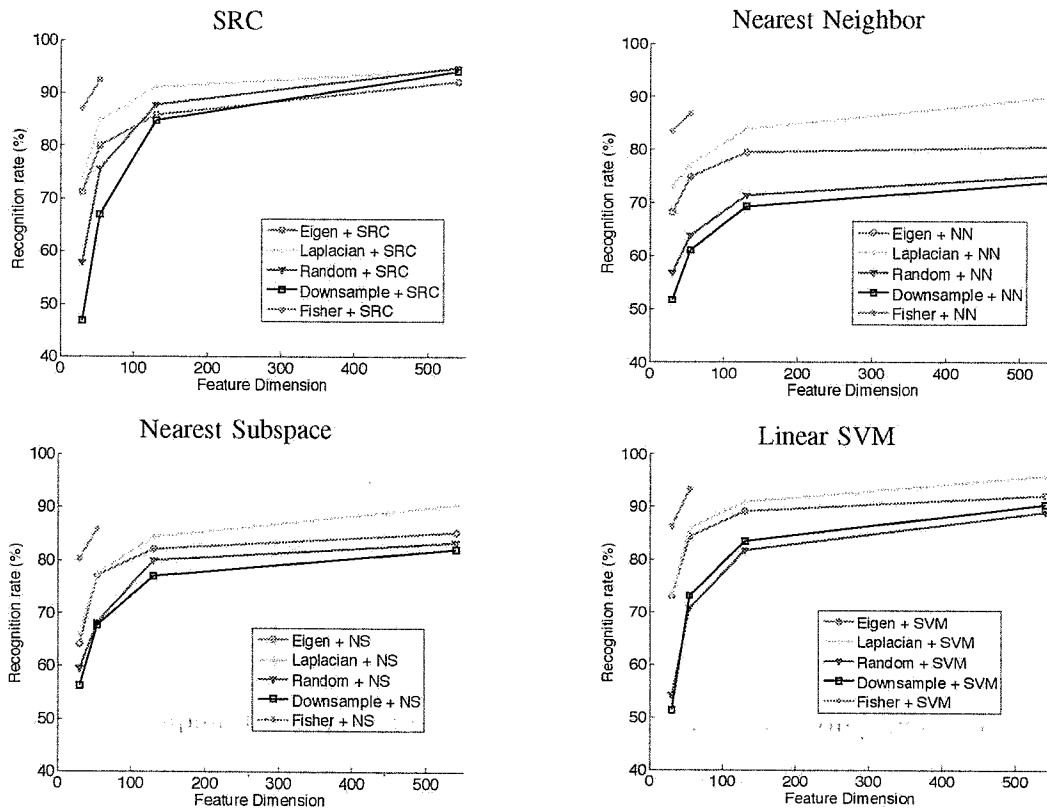 SRC
Recognition rate (%)
100
90
80
70
60
50
40
0
100
200
300
400
500
Feature Dimension
Eigen + SRC
Laplacian + SRC
Random + SRC
Downsample + SRC
Fisher + SRC
Nearest Neighbor
Recognition rate (%)
100
90
80
70
60
50
40
0
100
200
300
400
500
Feature Dimension
Eigen + NN
Laplacian + NN
Random + NN
Downsample + NN
Fisher + NN
Nearest Subspace
Recognition rate (%)
100
90
80
70
60
50
40
0
100
200
300
400
500
Feature Dimension
Eigen + NS
Laplacian + NS
Random + NS
Downsample + NS
Fisher + NS
Linear SVM
Recognition rate (%)
100
90
80
70
60
50
40
0
100
200
300
400
500
Feature Dimension
Eigen + SVM
Laplacian + SVM
Random + SVM
Downsample + SVM
Fisher + SVM